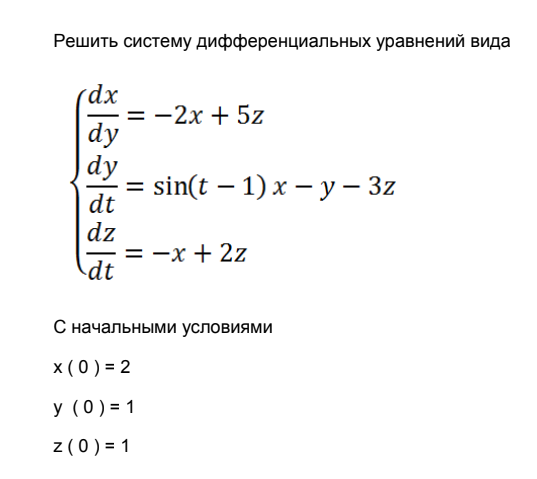 Решить систему дифференциальных уравнений вида
dx/dy = −2x + 5z
dy/dt = sin(t − 1) x − y − 3z
dz/dt = −x + 2z
С начальными условиями
x ( 0 ) = 2
y ( 0 ) = 1
z ( 0 ) = 1